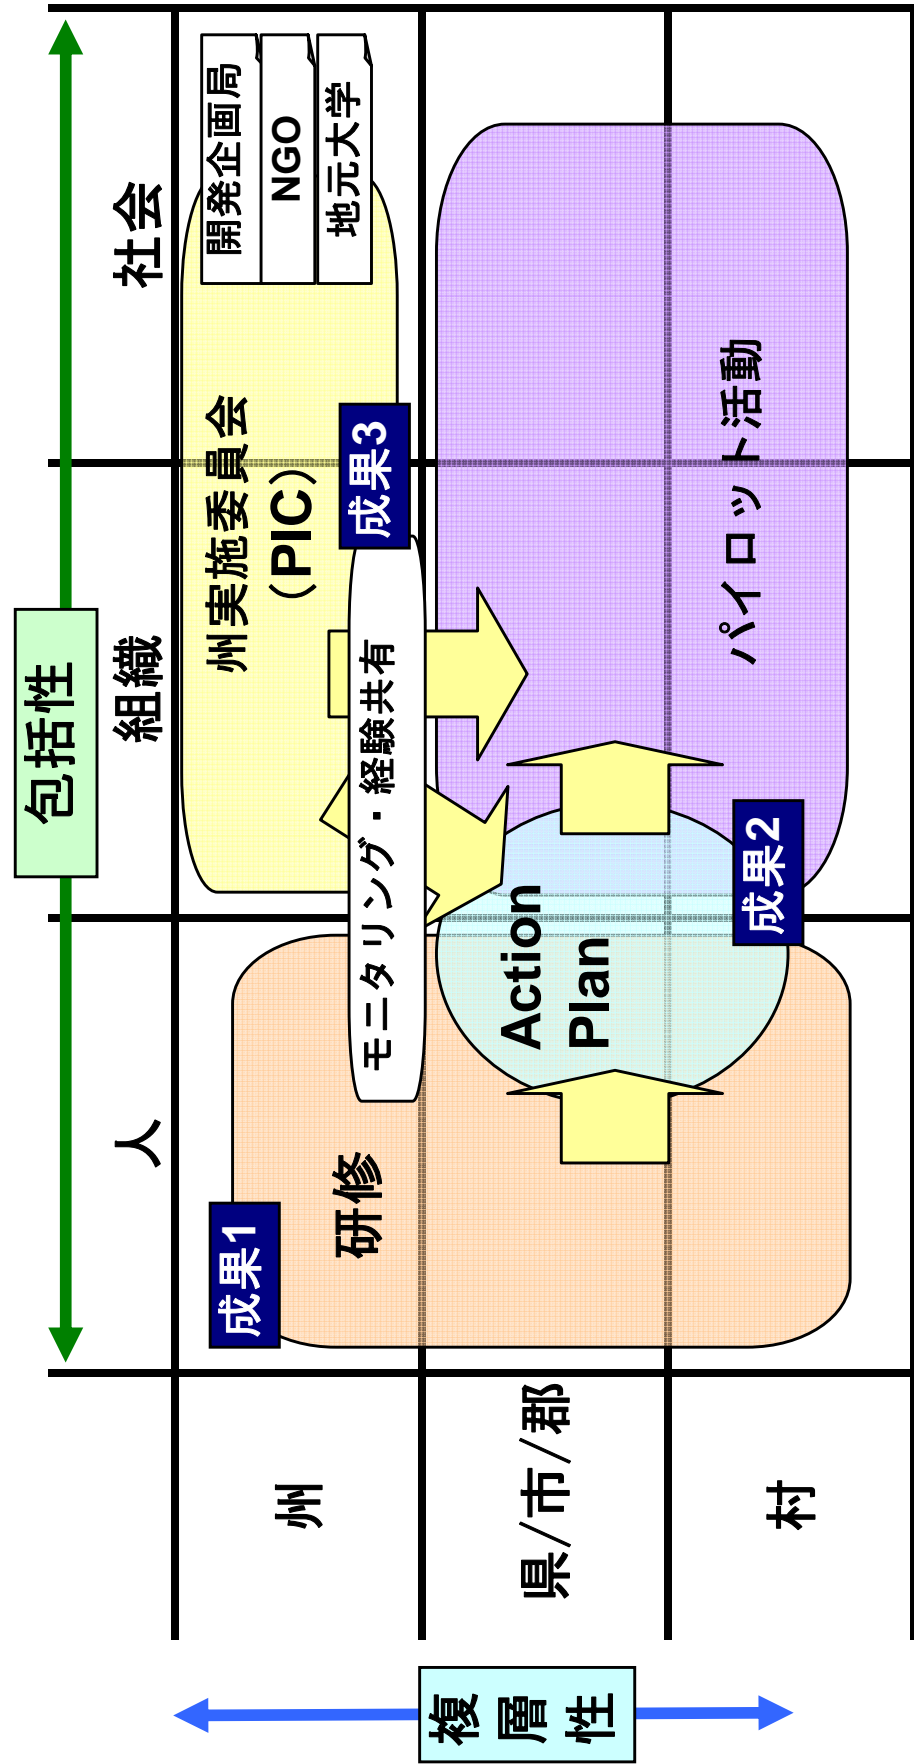 包括性
人
組織
社会
複
層
性
州
県/市/郡
村
成果1
研修
州実施委員会
（PIC）
開発企画局
NGO
地元大学
成果3
モニタリング・経験共有
Action
Plan
成果2
パイロット活動